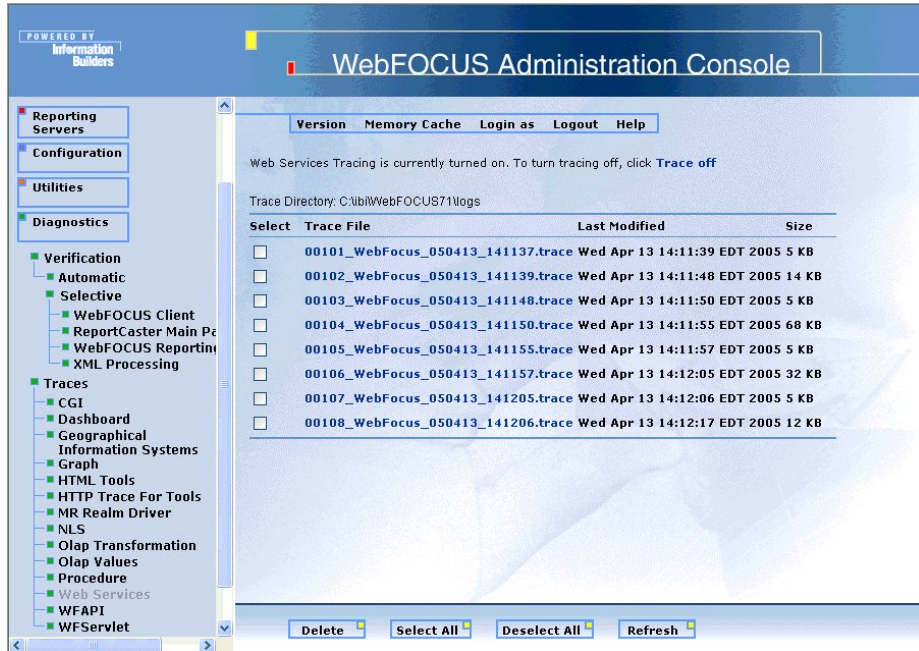 POWERED BY
Information
Builders
WebFOCUS Administration Console
Reporting
Servers
Configuration
Utilities
Diagnostics
Verification
Automatic
Selective
WebFOCUS Client
ReportCaster Main Pa
WebFOCUS Reporting
XML Processing
Traces
CGI
Dashboard
Geographical
Information Systems
Graph
HTML Tools
HTTP Trace For Tools
MR Realm Driver
NLS
Olap Transformation
Olap Values
Procedure
Web Services
WFAPI
WFServlet
Version Memory Cache Login as Logout Help
Web Services Tracing is currently turned on. To turn tracing off, click Trace off
Trace Directory: C:\ibi\WebFOCUS71\logs
Select Trace File Last Modified Size
00101_WebFocus_050413_141137.trace Wed Apr 13 14:11:39 EDT 2005 5 KB
00102_WebFocus_050413_141139.trace Wed Apr 13 14:11:48 EDT 2005 14 KB
00103_WebFocus_050413_141148.trace Wed Apr 13 14:11:50 EDT 2005 5 KB
00104_WebFocus_050413_141150.trace Wed Apr 13 14:11:55 EDT 2005 68 KB
00105_WebFocus_050413_141155.trace Wed Apr 13 14:11:57 EDT 2005 5 KB
00106_WebFocus_050413_141157.trace Wed Apr 13 14:12:05 EDT 2005 32 KB
00107_WebFocus_050413_141205.trace Wed Apr 13 14:12:06 EDT 2005 5 KB
00108_WebFocus_050413_141206.trace Wed Apr 13 14:12:17 EDT 2005 12 KB
Delete Select All Deselect All Refresh